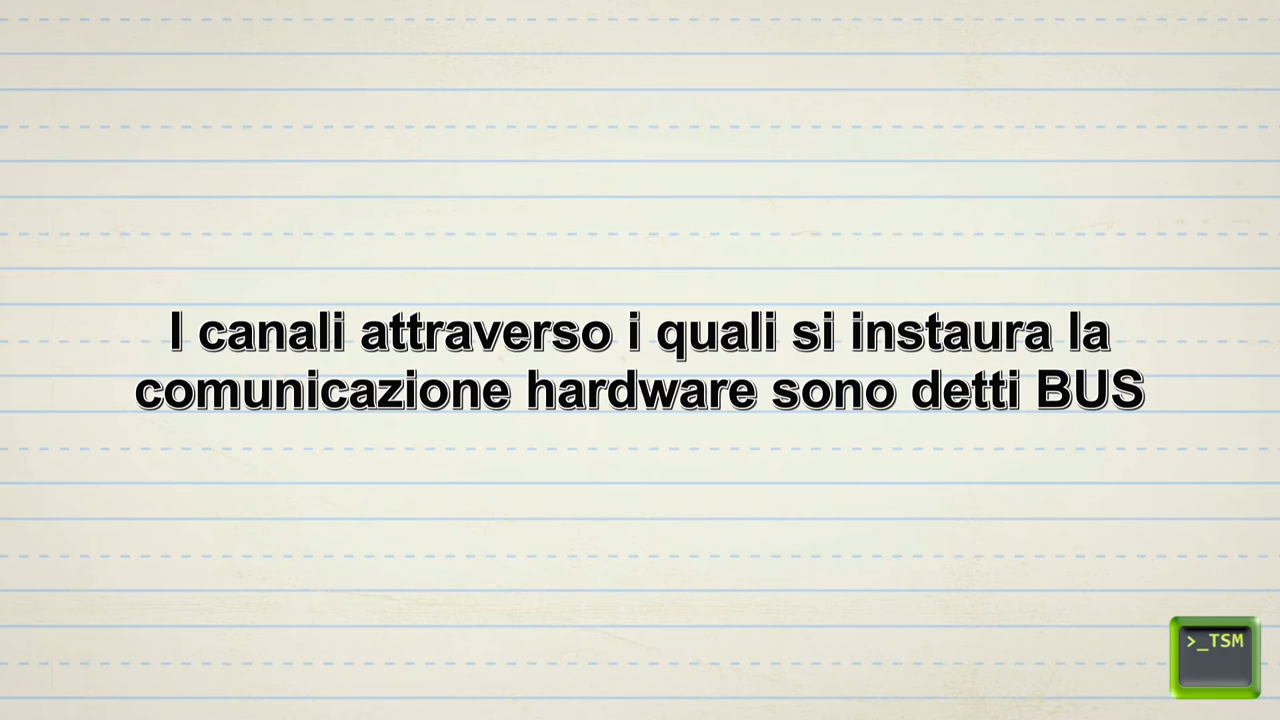 I canali attraverso i quali si instaura la
comunicazione hardware sono detti BUS
>_TSM